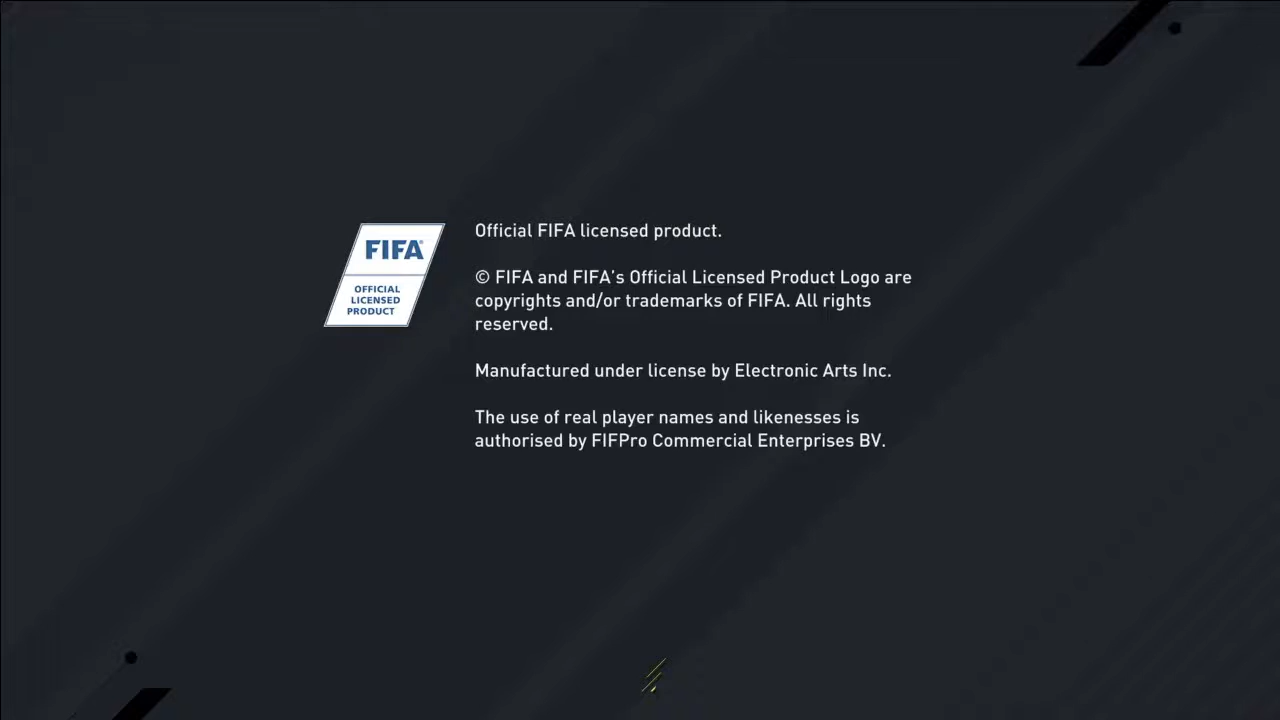 FIFA
OFFICIAL
LICENSED
PRODUCT
Official FIFA licensed product.
© FIFA and FIFA's Official Licensed Product Logo are
copyrights and/or trademarks of FIFA. All rights
reserved.
Manufactured under license by Electronic Arts Inc.
The use of real player names and likenesses is
authorised by FIFPro Commercial Enterprises BV.